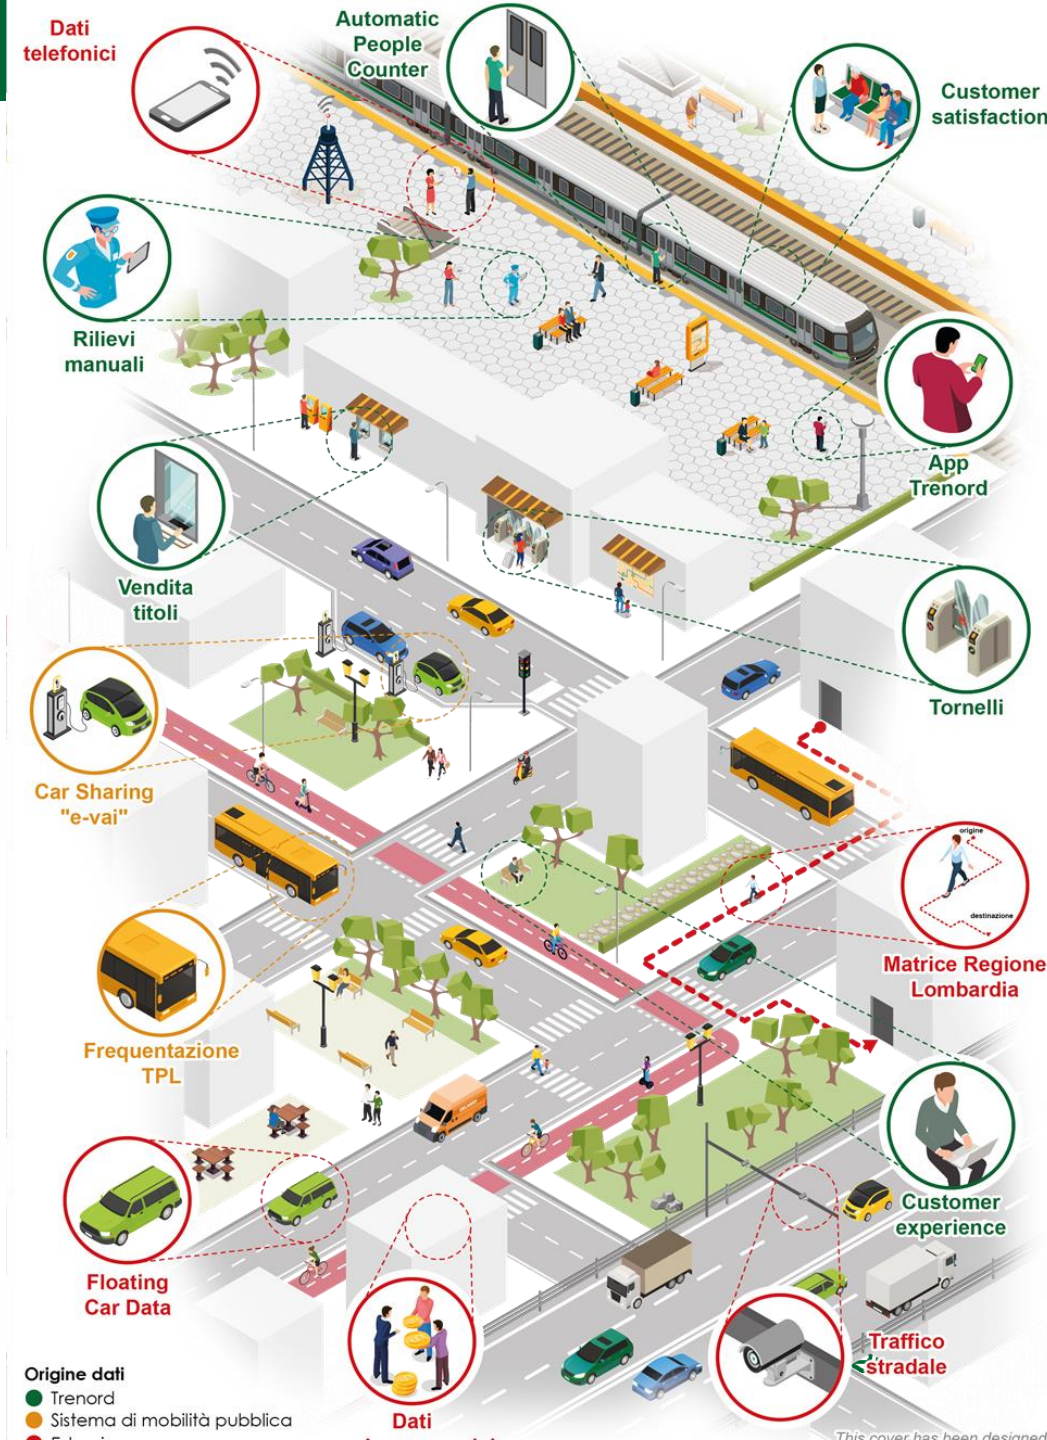 Dati
telefonici
Automatic
People
Counter
Customer
satisfaction
Rilievi
manuali
App
Trenord
Vendita
titoli
Tornelli
Car Sharing
"e-vai"
origine
destinazione
Matrice Regione
Lombardia
Frequentazione
TPL
Customer
experience
Floating
Car Data
Traffico
stradale
Dati
Origine dati
Trenord
Sistema di mobilità pubblica
This cover has been designed